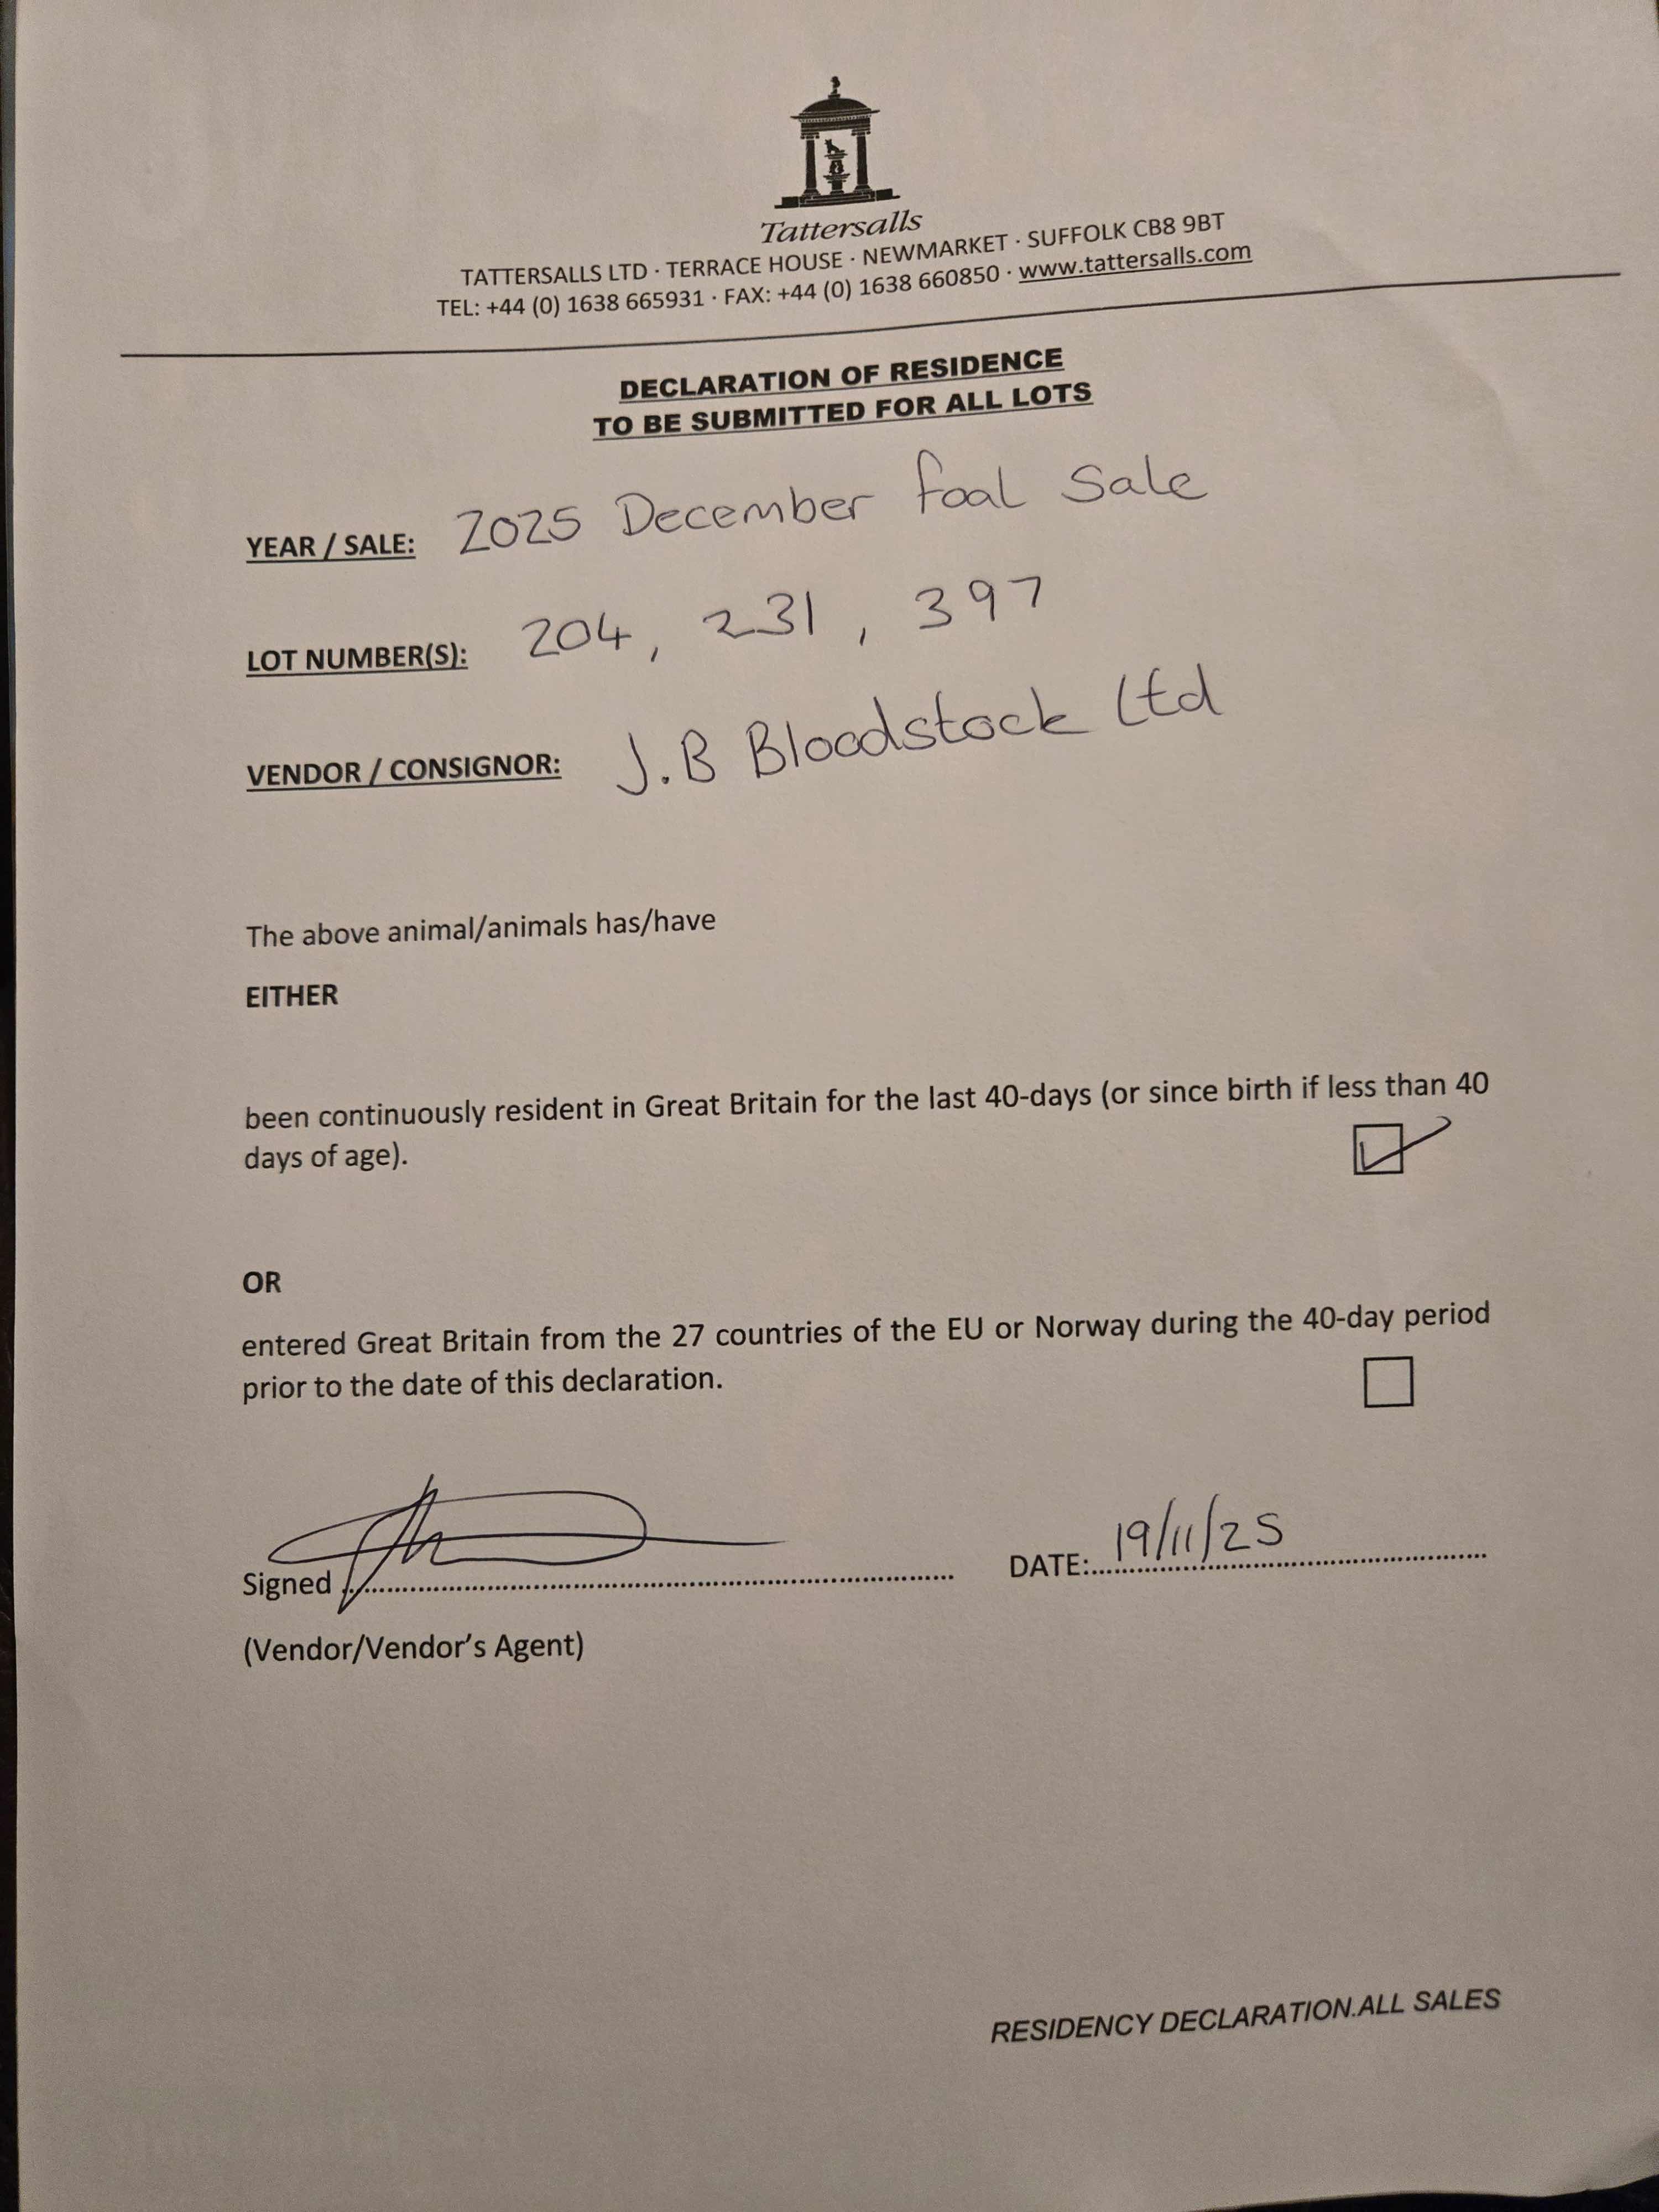 Tattersalls
TATTERSALLS LTD · TERRACE HOUSE · NEWMARKET · SUFFOLK CB8 9BT
TEL: +44 (0) 1638 665931 · FAX: +44 (0) 1638 660850 · www.tattersalls.com
DECLARATION OF RESIDENCE
TO BE SUBMITTED FOR ALL LOTS
YEAR / SALE: 2025 December foal Sale
LOT NUMBER(S): 204, 231, 397
VENDOR / CONSIGNOR: J.B Bloodstock Ltd
The above animal/animals has/have
EITHER
been continuously resident in Great Britain for the last 40-days (or since birth if less than 40
days of age).
OR
entered Great Britain from the 27 countries of the EU or Norway during the 40-day period
prior to the date of this declaration.
Signed ........................................ DATE:....19/11/25....................
(Vendor/Vendor's Agent)
RESIDENCY DECLARATION.ALL SALES